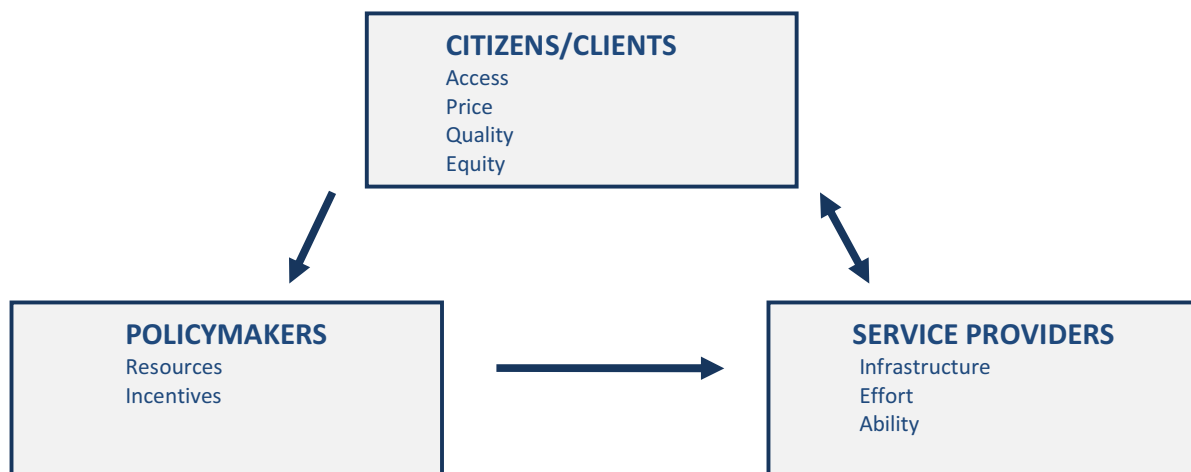 CITIZENS/CLIENTS
Access
Price
Quality
Equity
POLICYMAKERS
Resources
Incentives
SERVICE PROVIDERS
Infrastructure
Effort
Ability